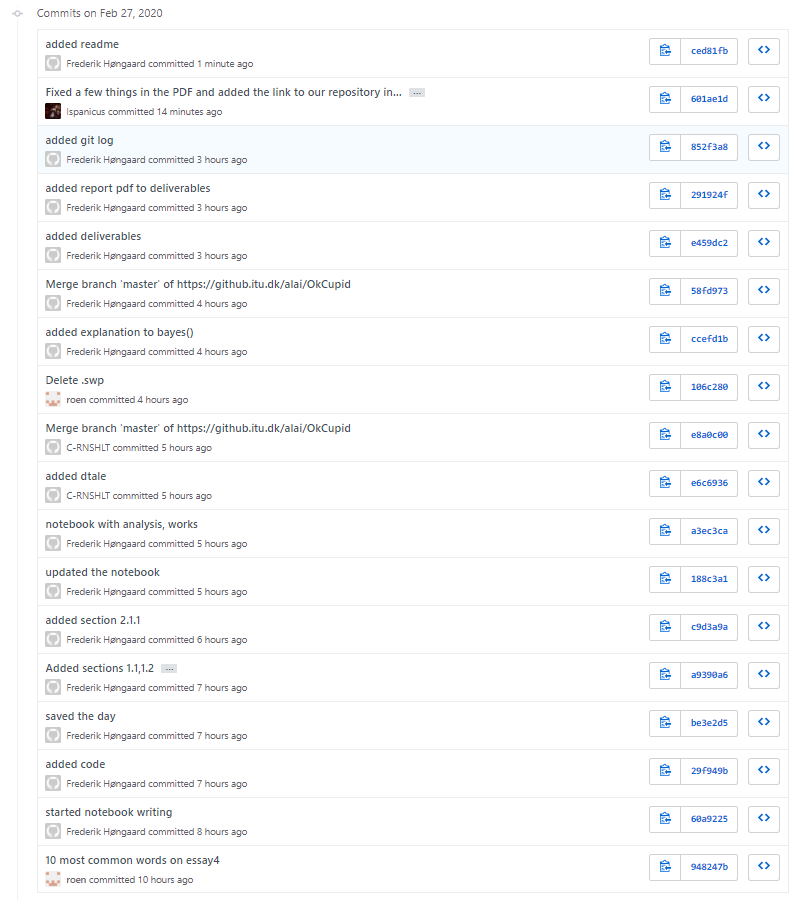 Commits on Feb 27, 2020
added readme
Frederik Høngaard committed 1 minute ago
ced81fb
Fixed a few things in the PDF and added the link to our repository in... ...
Ispanicus committed 14 minutes ago
601ae1d
added git log
Frederik Høngaard committed 3 hours ago
852f3a8
added report pdf to deliverables
Frederik Høngaard committed 3 hours ago
291924f
added deliverables
Frederik Høngaard committed 3 hours ago
e459dc2
Merge branch 'master' of https://github.itu.dk/alai/OkCupid
Frederik Høngaard committed 4 hours ago
58fd973
added explanation to bayes()
Frederik Høngaard committed 4 hours ago
ccefd1b
Delete .swp
roen committed 4 hours ago
106c280
Merge branch 'master' of https://github.itu.dk/alai/OkCupid
C-RNSHLT committed 5 hours ago
e8a0c00
added dtale
C-RNSHLT committed 5 hours ago
e6c6936
notebook with analysis, works
Frederik Høngaard committed 5 hours ago
a3ec3ca
updated the notebook
Frederik Høngaard committed 5 hours ago
188c3a1
added section 2.1.1
Frederik Høngaard committed 6 hours ago
c9d3a9a
Added sections 1.1,1.2 ...
Frederik Høngaard committed 7 hours ago
a9390a6
saved the day
Frederik Høngaard committed 7 hours ago
be3e2d5
added code
Frederik Høngaard committed 7 hours ago
29f949b
started notebook writing
Frederik Høngaard committed 8 hours ago
60a9225
10 most common words on essay4
roen committed 10 hours ago
948247b